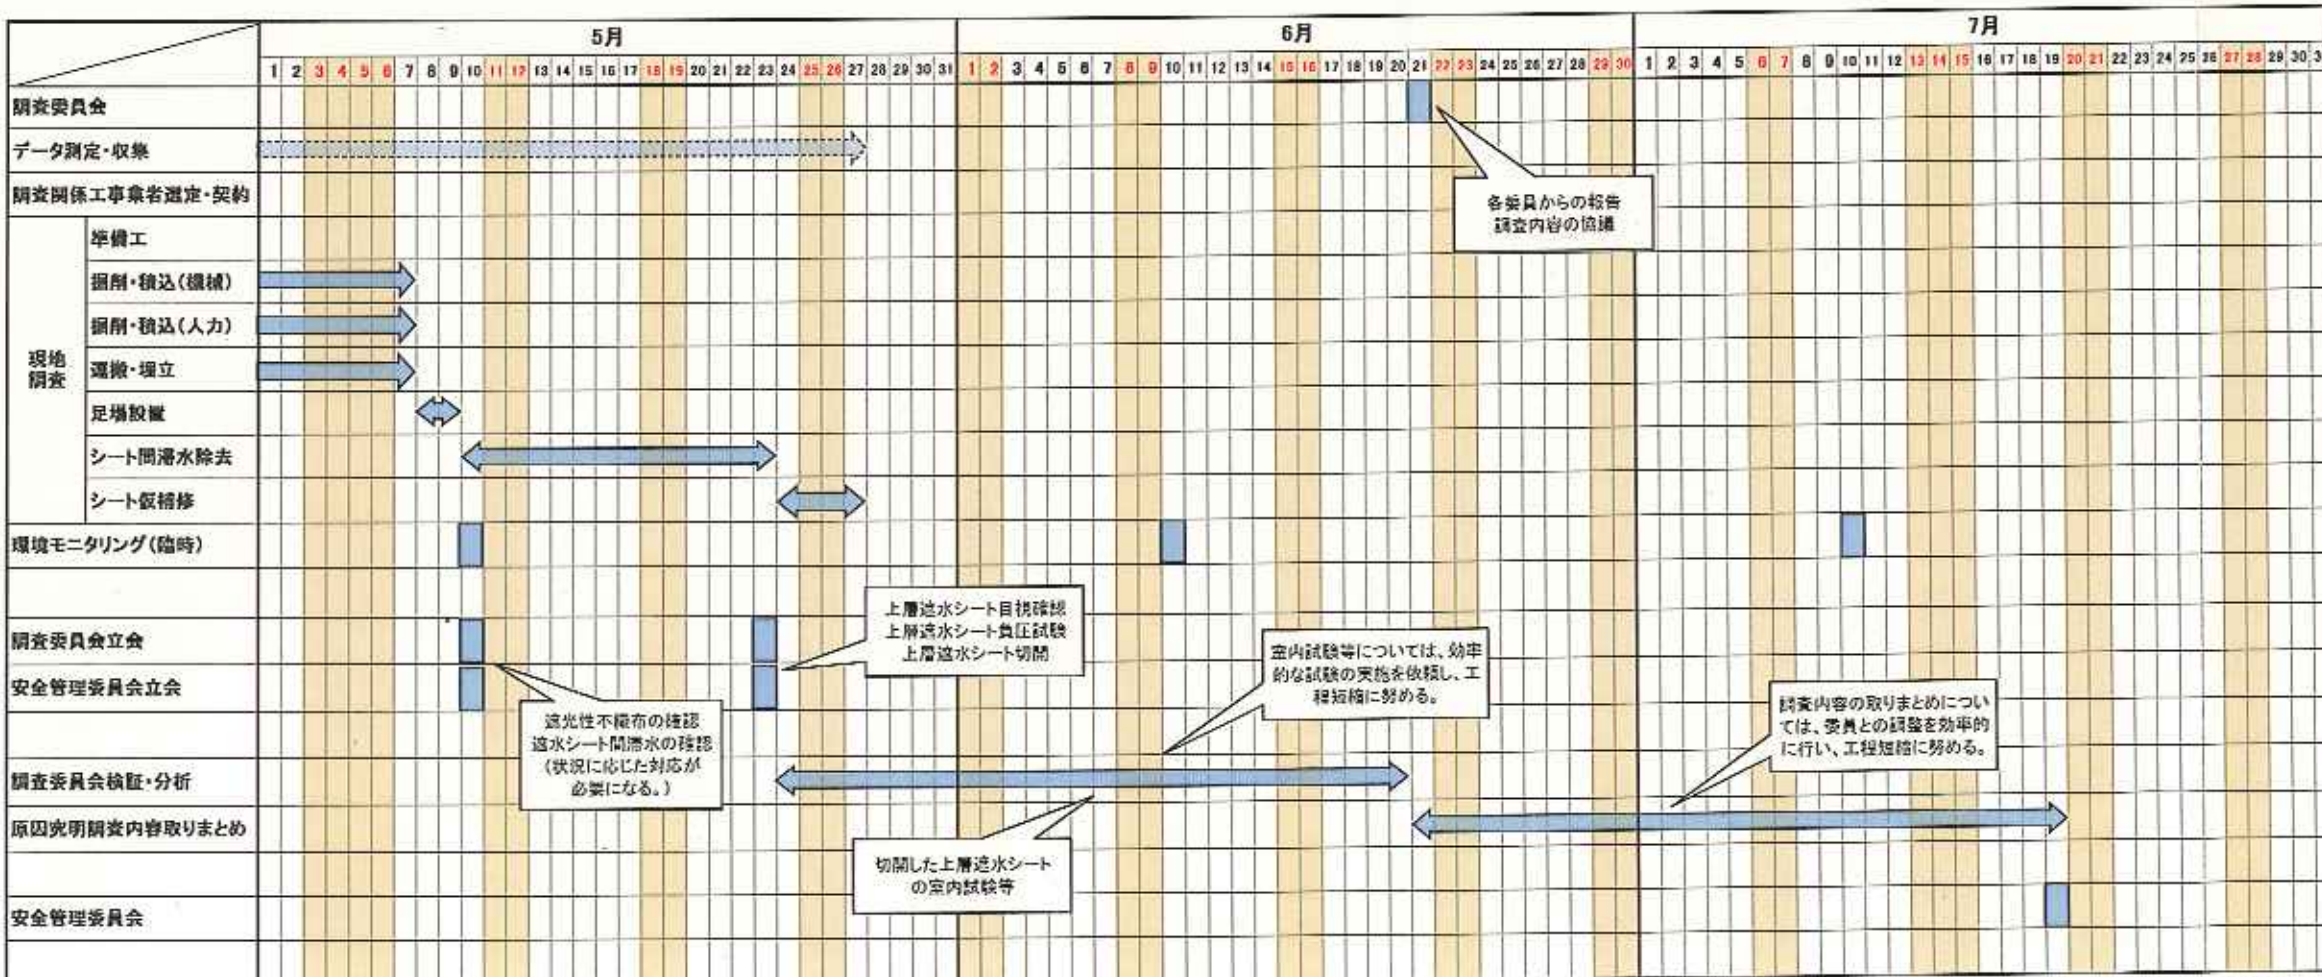 5月 6月 7月
1 2 3 4 5 6 7 8 9 10 11 12 13 14 15 16 17 18 19 20 21 22 23 24 25 26 27 28 29 30 31 1 2 3 4 5 6 7 8 9 10 11 12 13 14 15 16 17 18 19 20 21 22 23 24 25 26 27 28 29 30 1 2 3 4 5 6 7 8 9 10 11 12 13 14 15 16 17 18 19 20 21 22 23 24 25 26 27 28 29 30
調査委員会
データ測定・収集
調査関係工事業者選定・契約
各委員からの報告
調査内容の協議
現地
調査
準備工
掘削・積込(機械)
掘削・積込(人力)
運搬・埋立
足場設置
シート間滞水除去
シート仮補修
環境モニタリング(臨時)
上層遮水シート目視確認
上層遮水シート負圧試験
上層遮水シート切開
調査委員会立会
安全管理委員会立会
室内試験等については、効率
的な試験の実施を依頼し、工
程短縮に努める。
遮光性不織布の確認
遮水シート間滞水の確認
(状況に応じた対応が
必要になる。)
調査内容の取りまとめについ
ては、委員との調整を効率的
に行い、工程短縮に努める。
調査委員会検証・分析
原因究明調査内容取りまとめ
切開した上層遮水シート
の室内試験等
安全管理委員会